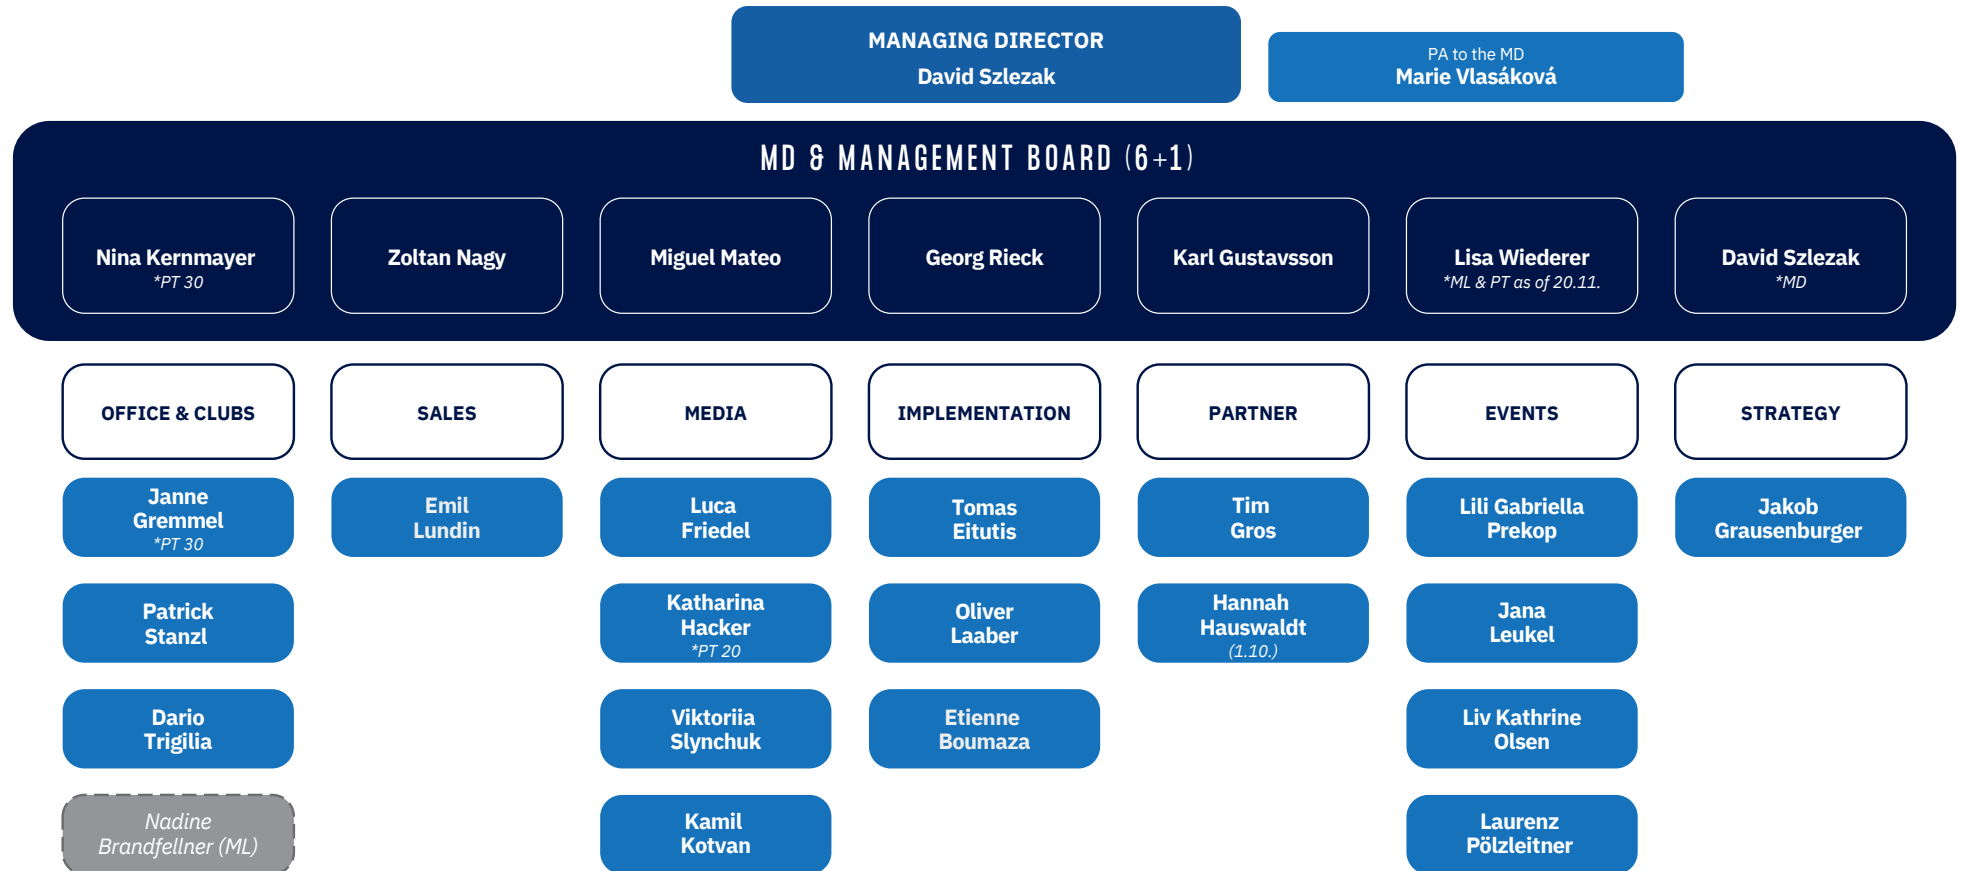 MANAGING DIRECTOR
David Szlezak
PA to the MD
Marie Vlasáková
MD & MANAGEMENT BOARD (6+1)
Nina Kernmayer
*PT 30
Zoltan Nagy
Miguel Mateo
Georg Rieck
Karl Gustavsson
Lisa Wiederer
*ML & PT as of 20.11.
David Szlezak
*MD
OFFICE & CLUBS
SALES
MEDIA
IMPLEMENTATION
PARTNER
EVENTS
STRATEGY
Janne
Gremmel
*PT 30
Emil
Lundin
Luca
Friedel
Tomas
Eitutis
Tim
Gros
Lili Gabriella
Prekop
Jakob
Grausenburger
Patrick
Stanzl
Katharina
Hacker
*PT 20
Oliver
Laaber
Hannah
Hauswaldt
(1.10.)
Jana
Leukel
Dario
Trigilia
Viktoriia
Slynchuk
Etienne
Boumaza
Liv Kathrine
Olsen
Nadine
Brandfellner (ML)
Kamil
Kotvan
Laurenz
Pölzleitner